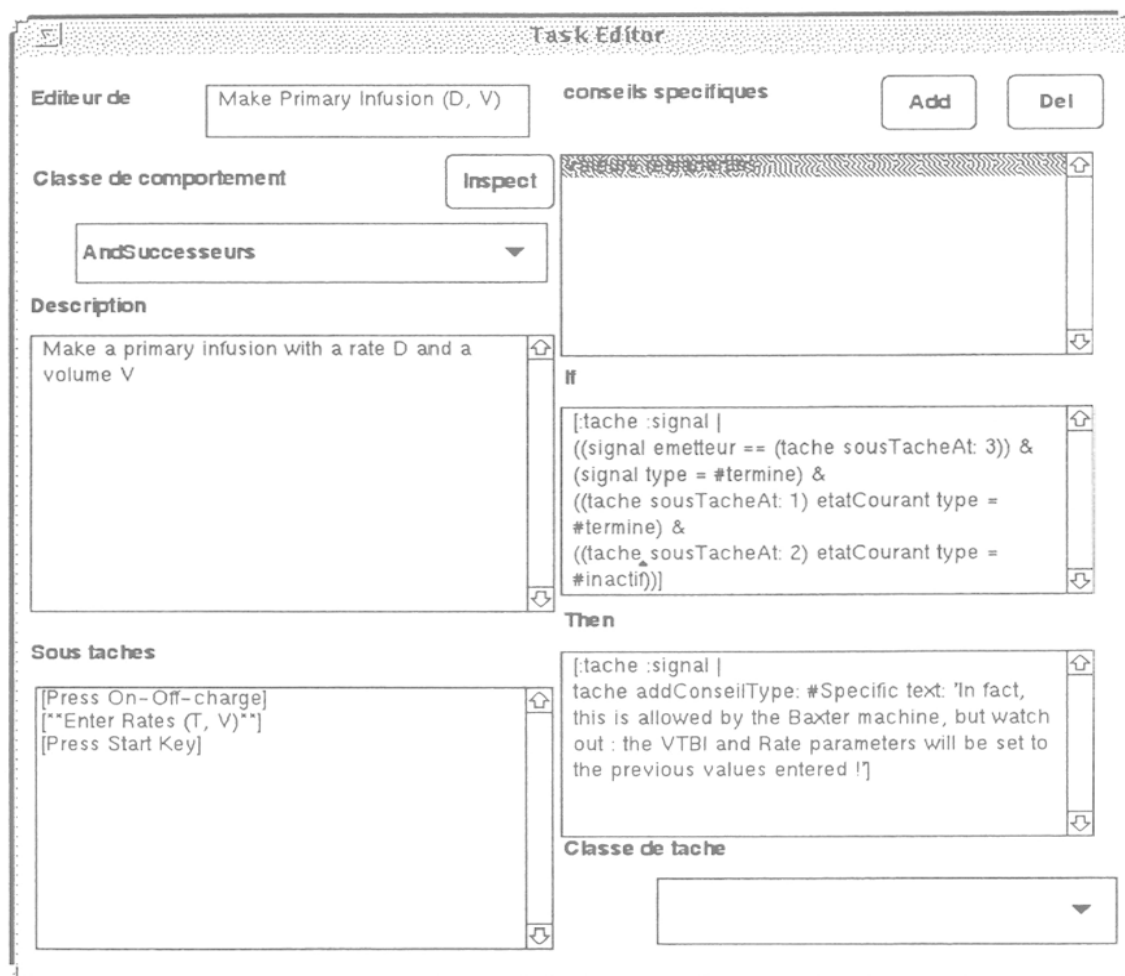 Task Editor
Editeur de
Make Primary Infusion (D, V)
Classe de comportement
Inspect
AndSuccesseurs
Description
Make a primary infusion with a rate D and a
volume V
Sous taches
[Press On-Off-charge]
[**Enter Rates (T, V)**]
[Press Start Key]
conseils specifiques
Add
Del
If
[:tache :signal |
((signal emetteur == (tache sousTacheAt: 3)) &
(signal type = #termine) &
((tache sousTacheAt: 1) etatCourant type =
#termine) &
((tache sousTacheAt: 2) etatCourant type =
#inactif))]
Then
[:tache :signal |
tache addConseilType: #Specific text: 'In fact,
this is allowed by the Baxter machine, but watch
out : the VTBI and Rate parameters will be set to
the previous values entered !']
Classe de tache